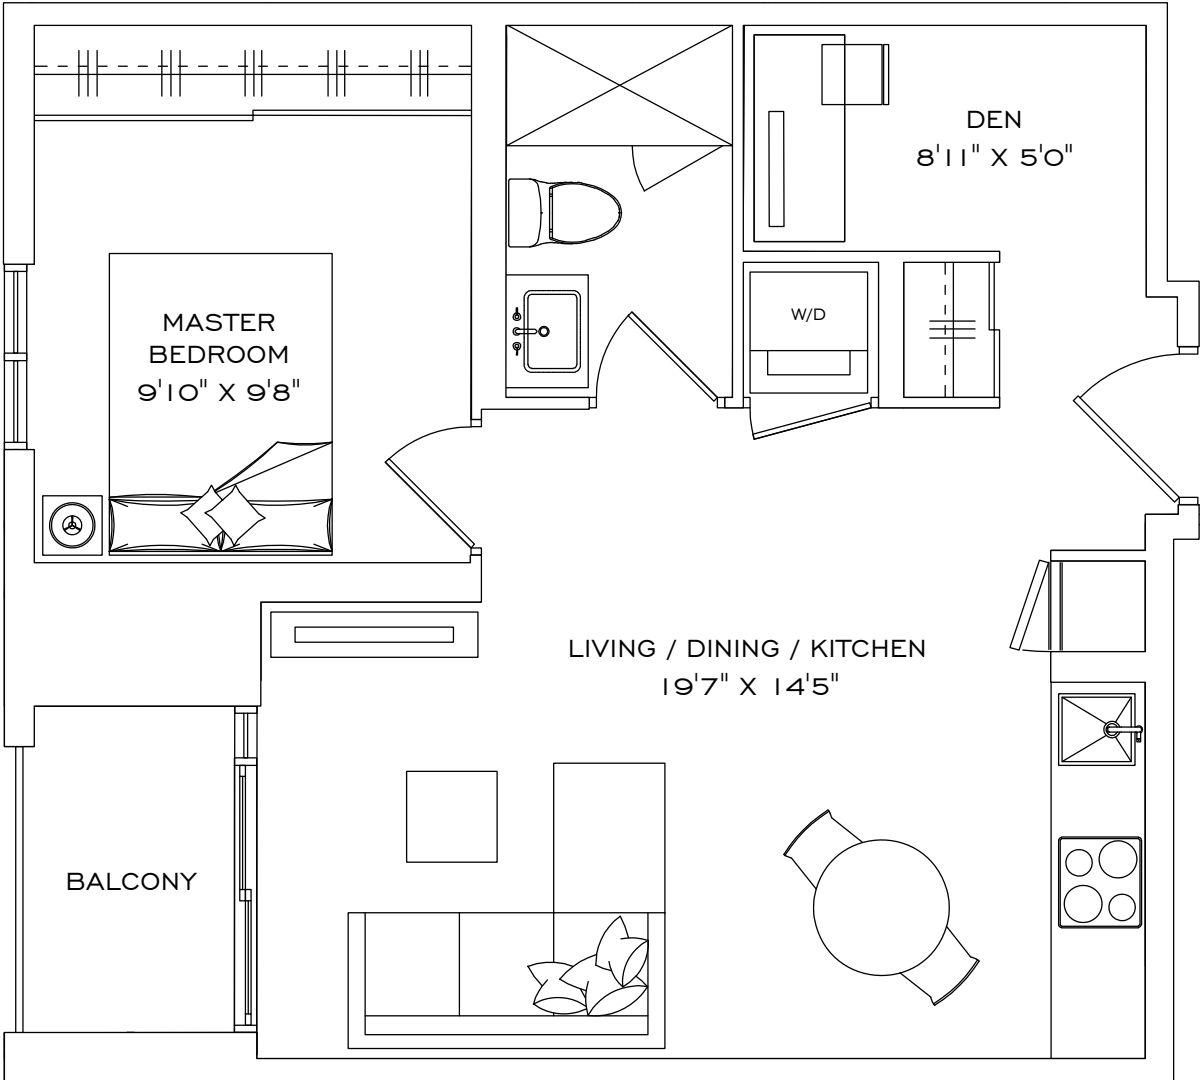 DEN
8'11" X 5'0"
W/D
MASTER
BEDROOM
9'10" X 9'8"
LIVING / DINING / KITCHEN
19'7" X 14'5"
BALCONY